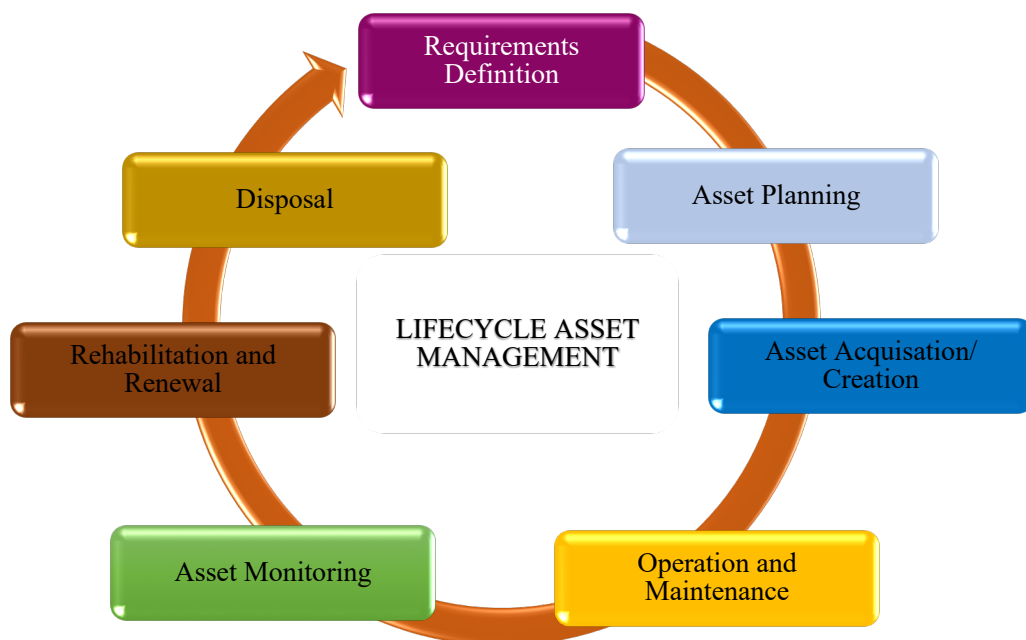 Requirements
Definition
Asset Planning
Asset Acquisation/
Creation
Operation and
Maintenance
Asset Monitoring
Rehabilitation and
Renewal
Disposal
LIFECYCLE ASSET
MANAGEMENT